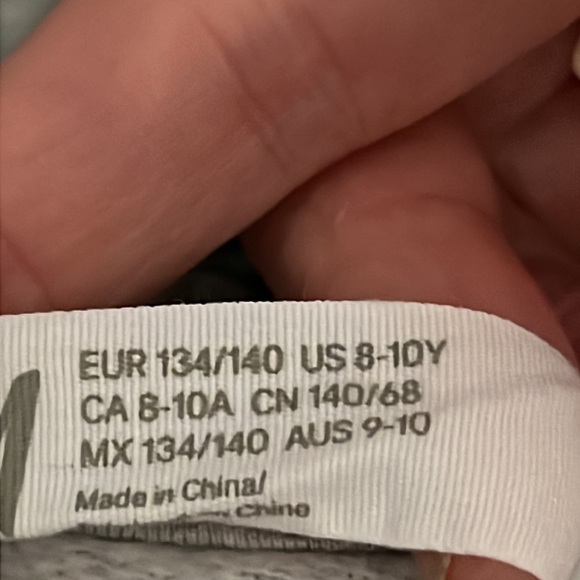 EUR 134/140 US 8-10Y
CA 8-10A CN 140/68
MX 134/140 AUS 9-10
Made in China/
Chine